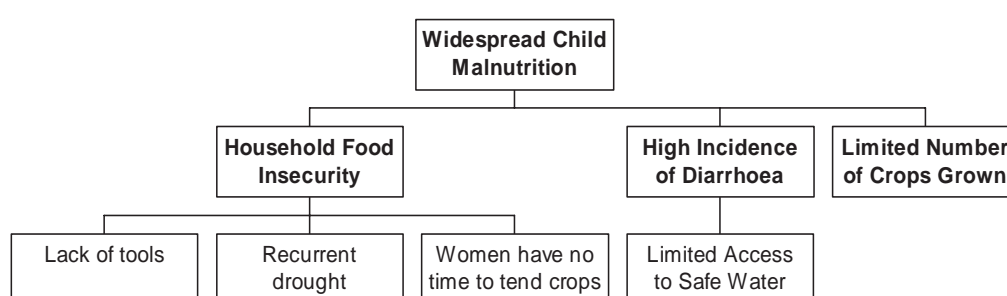 Widespread Child
Malnutrition
Household Food
Insecurity
High Incidence
of Diarrhoea
Limited Number
of Crops Grown
Lack of tools
Recurrent
drought
Women have no
time to tend crops
Limited Access
to Safe Water